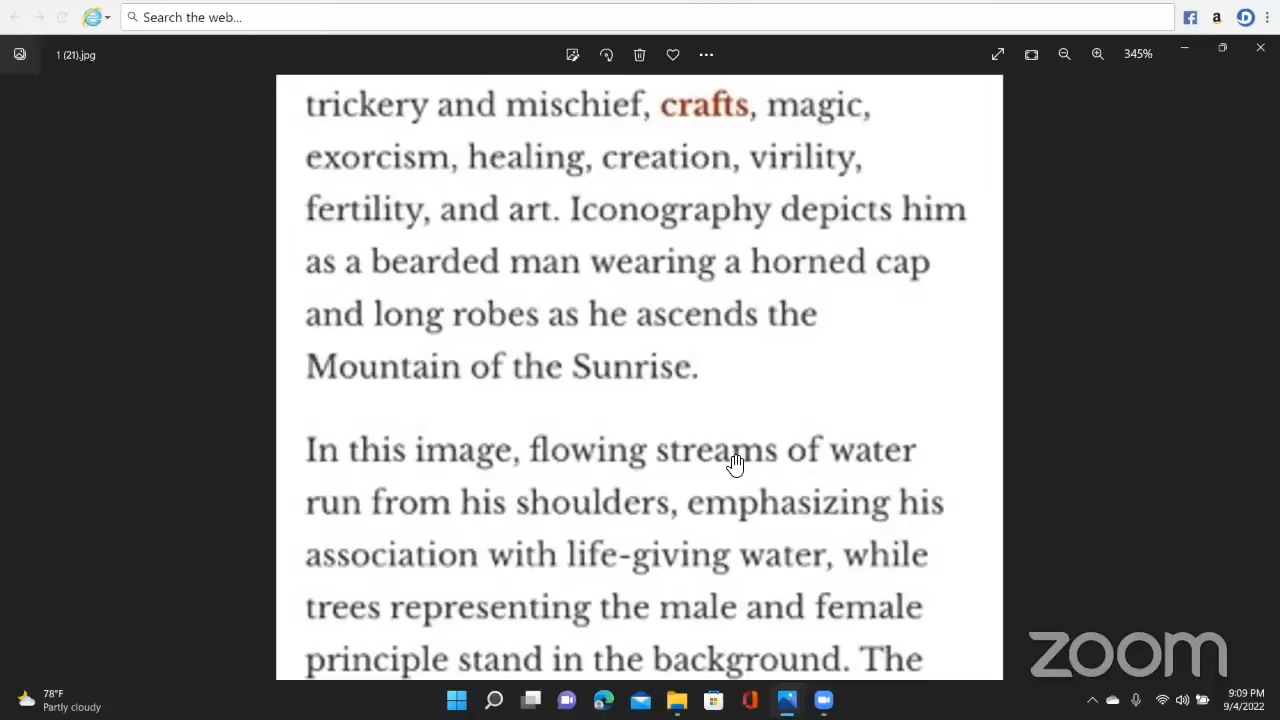 Search the web...
1 (21).jpg
345%
trickery and mischief, crafts, magic,
exorcism, healing, creation, virility,
fertility, and art. Iconography depicts him
as a bearded man wearing a horned cap
and long robes as he ascends the
Mountain of the Sunrise.
In this image, flowing streams of water
run from his shoulders, emphasizing his
association with life-giving water, while
trees representing the male and female
principle stand in the background. The
zoom
78°F
Partly cloudy
9:09 PM
9/4/2022